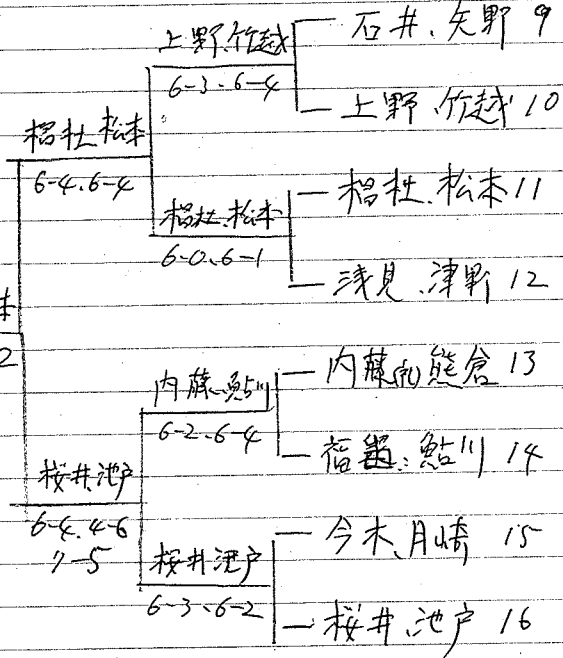 石井、矢野 9
上野、竹越
6-3、6-4
上野、竹越 10
椙杜、松本
6-4、6-4
椙杜、松本 11
椙杜、松本
6-0、6-1
浅見、津野 12
本
2
内藤、熊倉 13
内藤、鮎川
6-2、6-4
鮎川 14
桜井、池戸
6-4、4-6
7-5
今木、月崎 15
桜井池戸
6-3、6-2
桜井、池戸 16